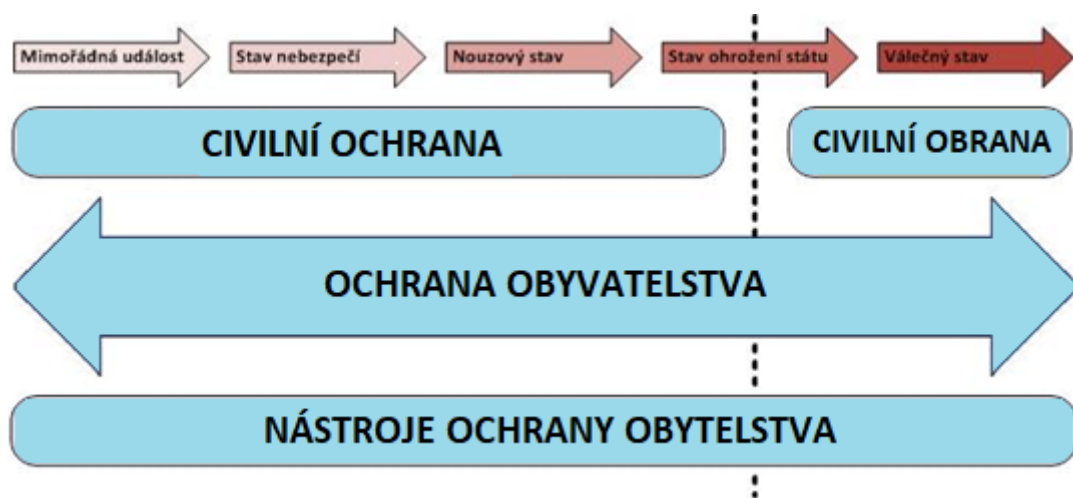 Mimořádná událost
Stav nebezpečí
Nouzový stav
Stav ohrožení státu
Válečný stav
CIVILNÍ OCHRANA
CIVILNÍ OBRANA
OCHRANA OBYVATELSTVA
NÁSTROJE OCHRANY OBYTELSTVA